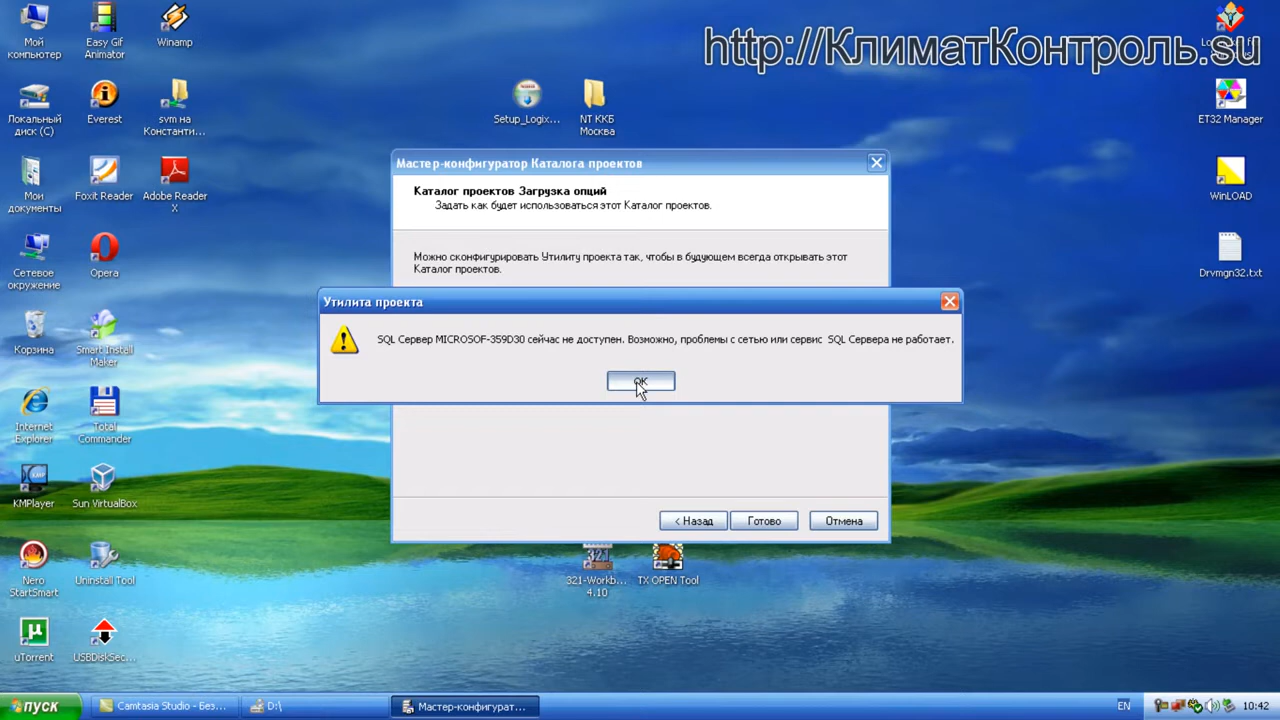 http://КлиматКонтроль.su
Мой
компьютер
Easy Gif
Animator
Winamp
Локальный
диск (C)
Everest
svm на
Константи...
Setup_Logix...
NT ККБ
Москва
ET32 Manager
Мои
документы
Foxit Reader
Adobe Reader
X
WinLOAD
Сетевое
окружение
Opera
Drvmgn32.txt
Корзина
Smart Install
Maker
Internet
Explorer
Total
Commander
KMPlayer
Sun VirtualBox
Nero
StartSmart
Uninstall Tool
321-Workb...
4.10
TX OPEN Tool
uTorrent
USBDiskSec...
Мастер-конфигуратор Каталога проектов
Каталог проектов Загрузка опций
Задать как будет использоваться этот Каталог проектов.
Можно сконфигурировать Утилиту проекта так, чтобы в будующем всегда открывать этот
Каталог проектов.
Утилита проекта
SQL Сервер MICROSOF-359D30 сейчас не доступен. Возможно, проблемы с сетью или сервис SQL Сервера не работает.
OK
< Назад
Готово
Отмена
пуск
Camtasia Studio - Без...
D:\
Мастер-конфигурат...
EN
10:42